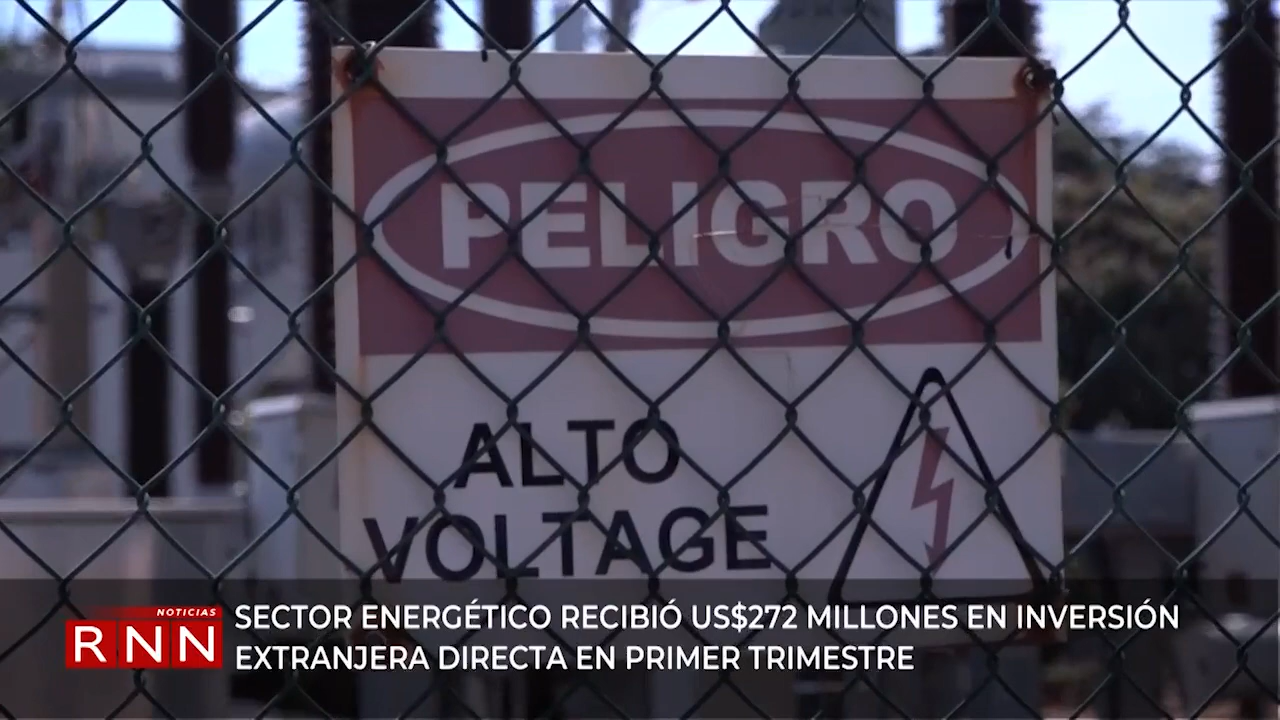 PELIGRO
ALTO
VOLTAGE
NOTICIAS
RNN
SECTOR ENERGÉTICO RECIBIÓ US$272 MILLONES EN INVERSIÓN
EXTRANJERA DIRECTA EN PRIMER TRIMESTRE